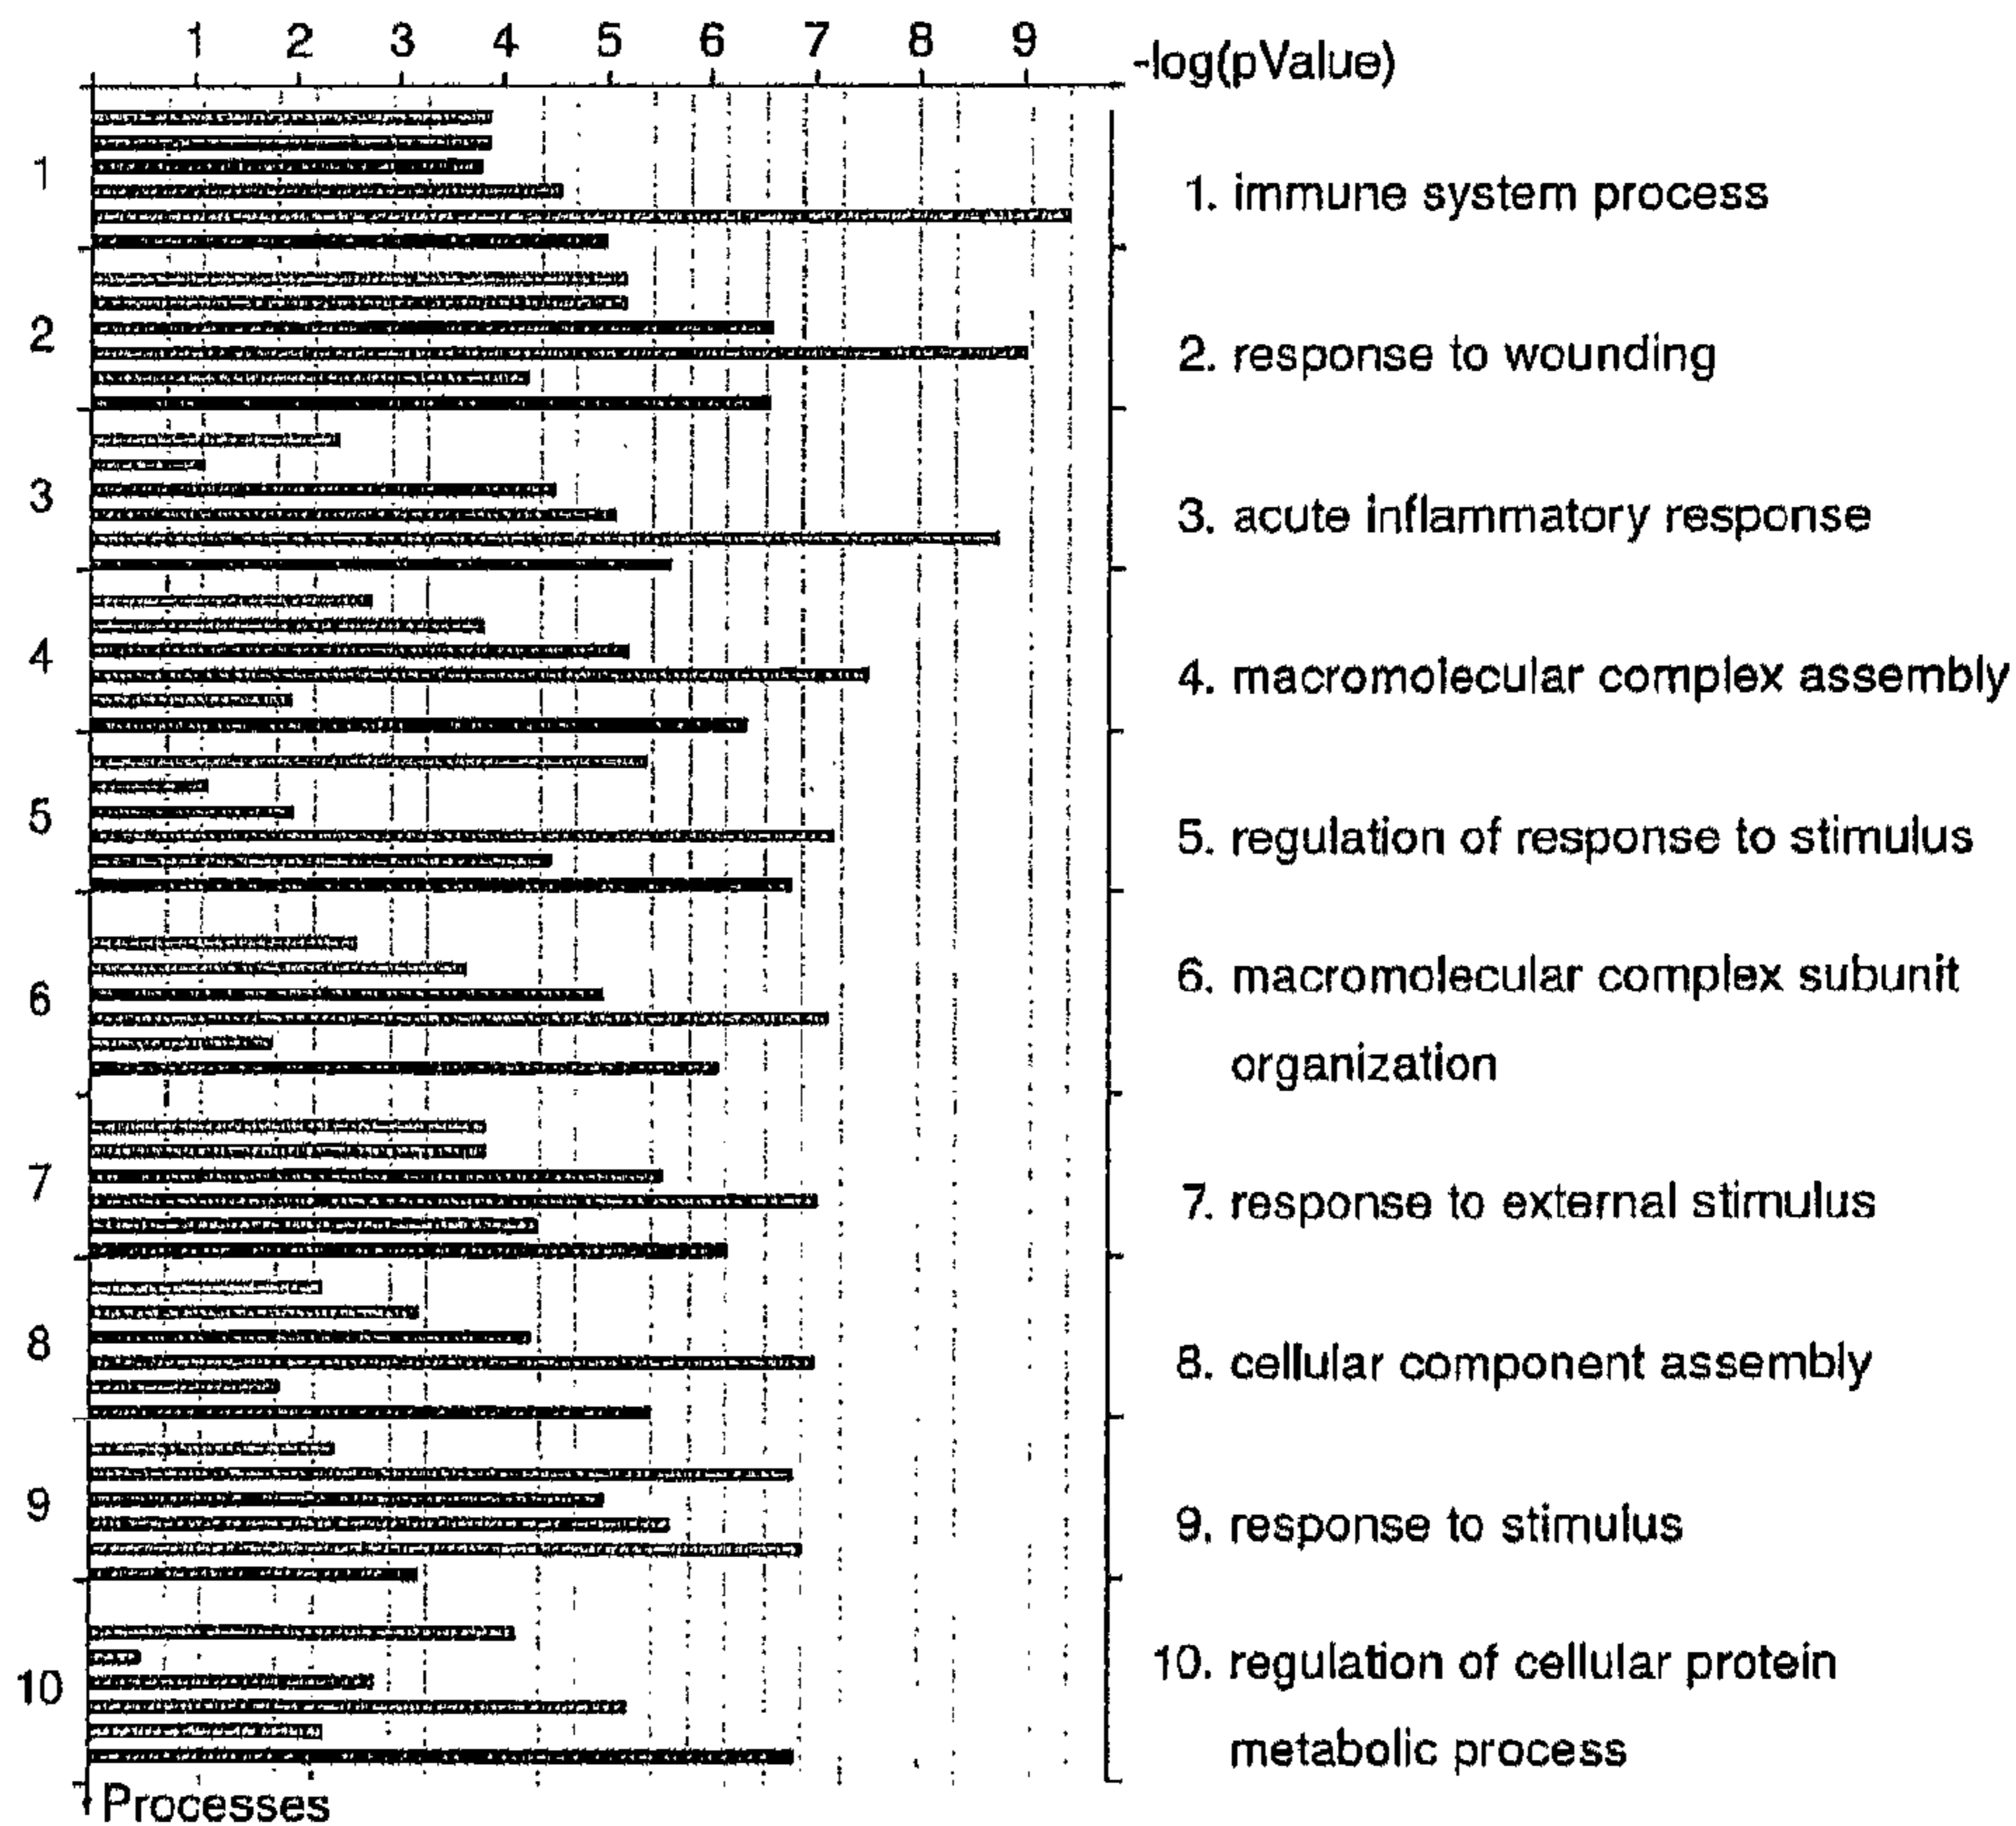 1 2 3 4 5 6 7 8 9 -log(pValue)
1 1. immune system process
2 2. response to wounding
3 3. acute inflammatory response
4 4. macromolecular complex assembly
5 5. regulation of response to stimulus
6 6. macromolecular complex subunit
organization
7 7. response to external stimulus
8 8. cellular component assembly
9 9. response to stimulus
10 10. regulation of cellular protein
metabolic process
Processes